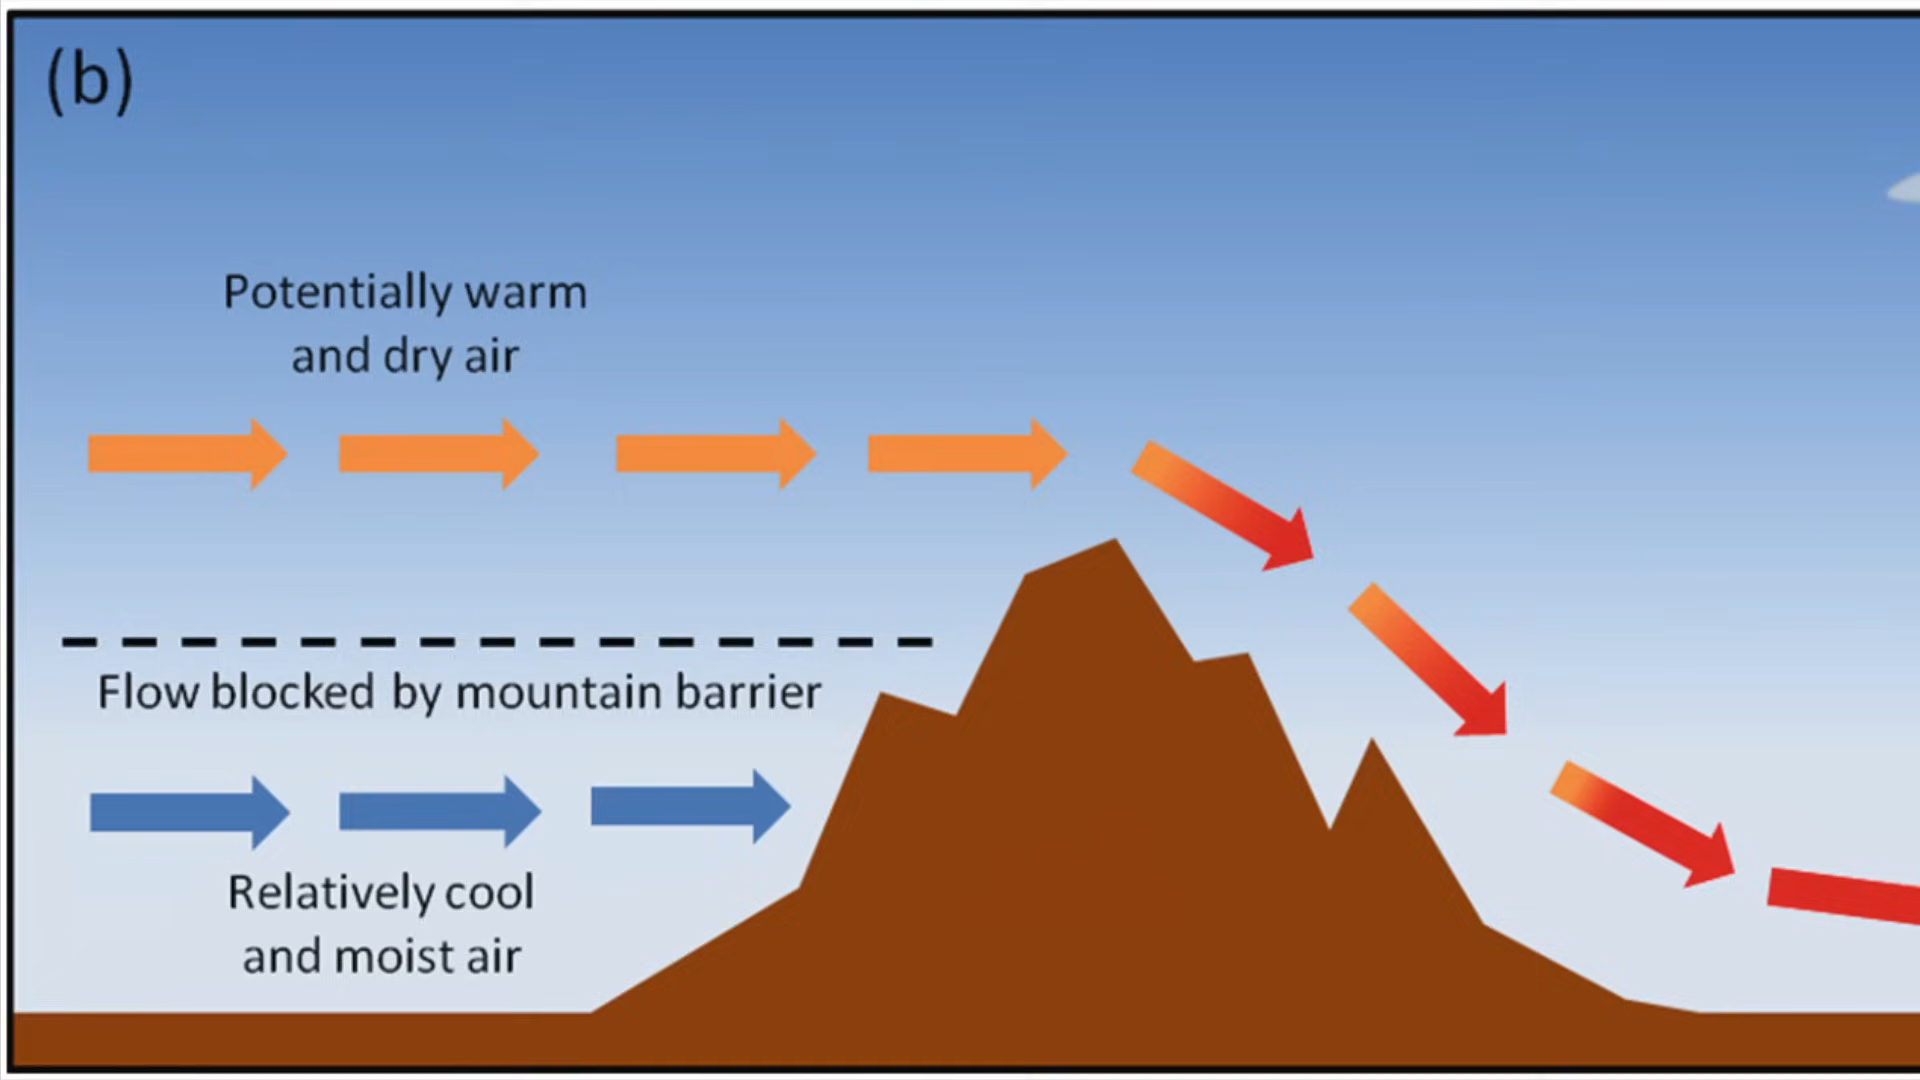 (b)
Potentially warm
and dry air
Flow blocked by mountain barrier
Relatively cool
and moist air